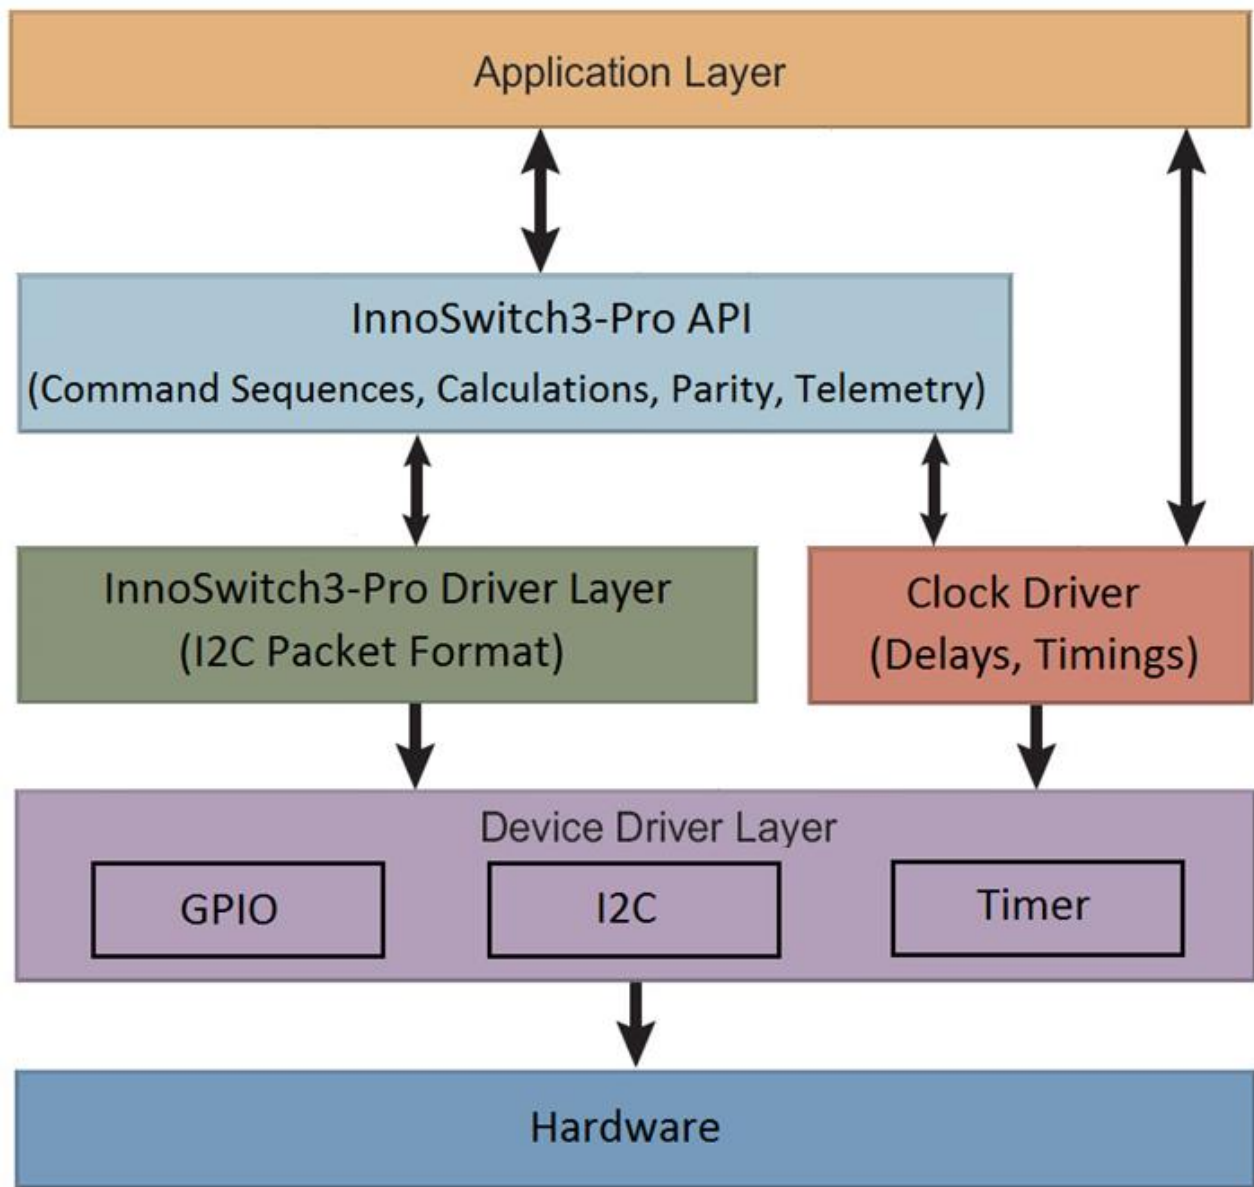 Application Layer
InnoSwitch3-Pro API
(Command Sequences, Calculations, Parity, Telemetry)
InnoSwitch3-Pro Driver Layer
(I2C Packet Format)
Clock Driver
(Delays, Timings)
Device Driver Layer
GPIO
I2C
Timer
Hardware